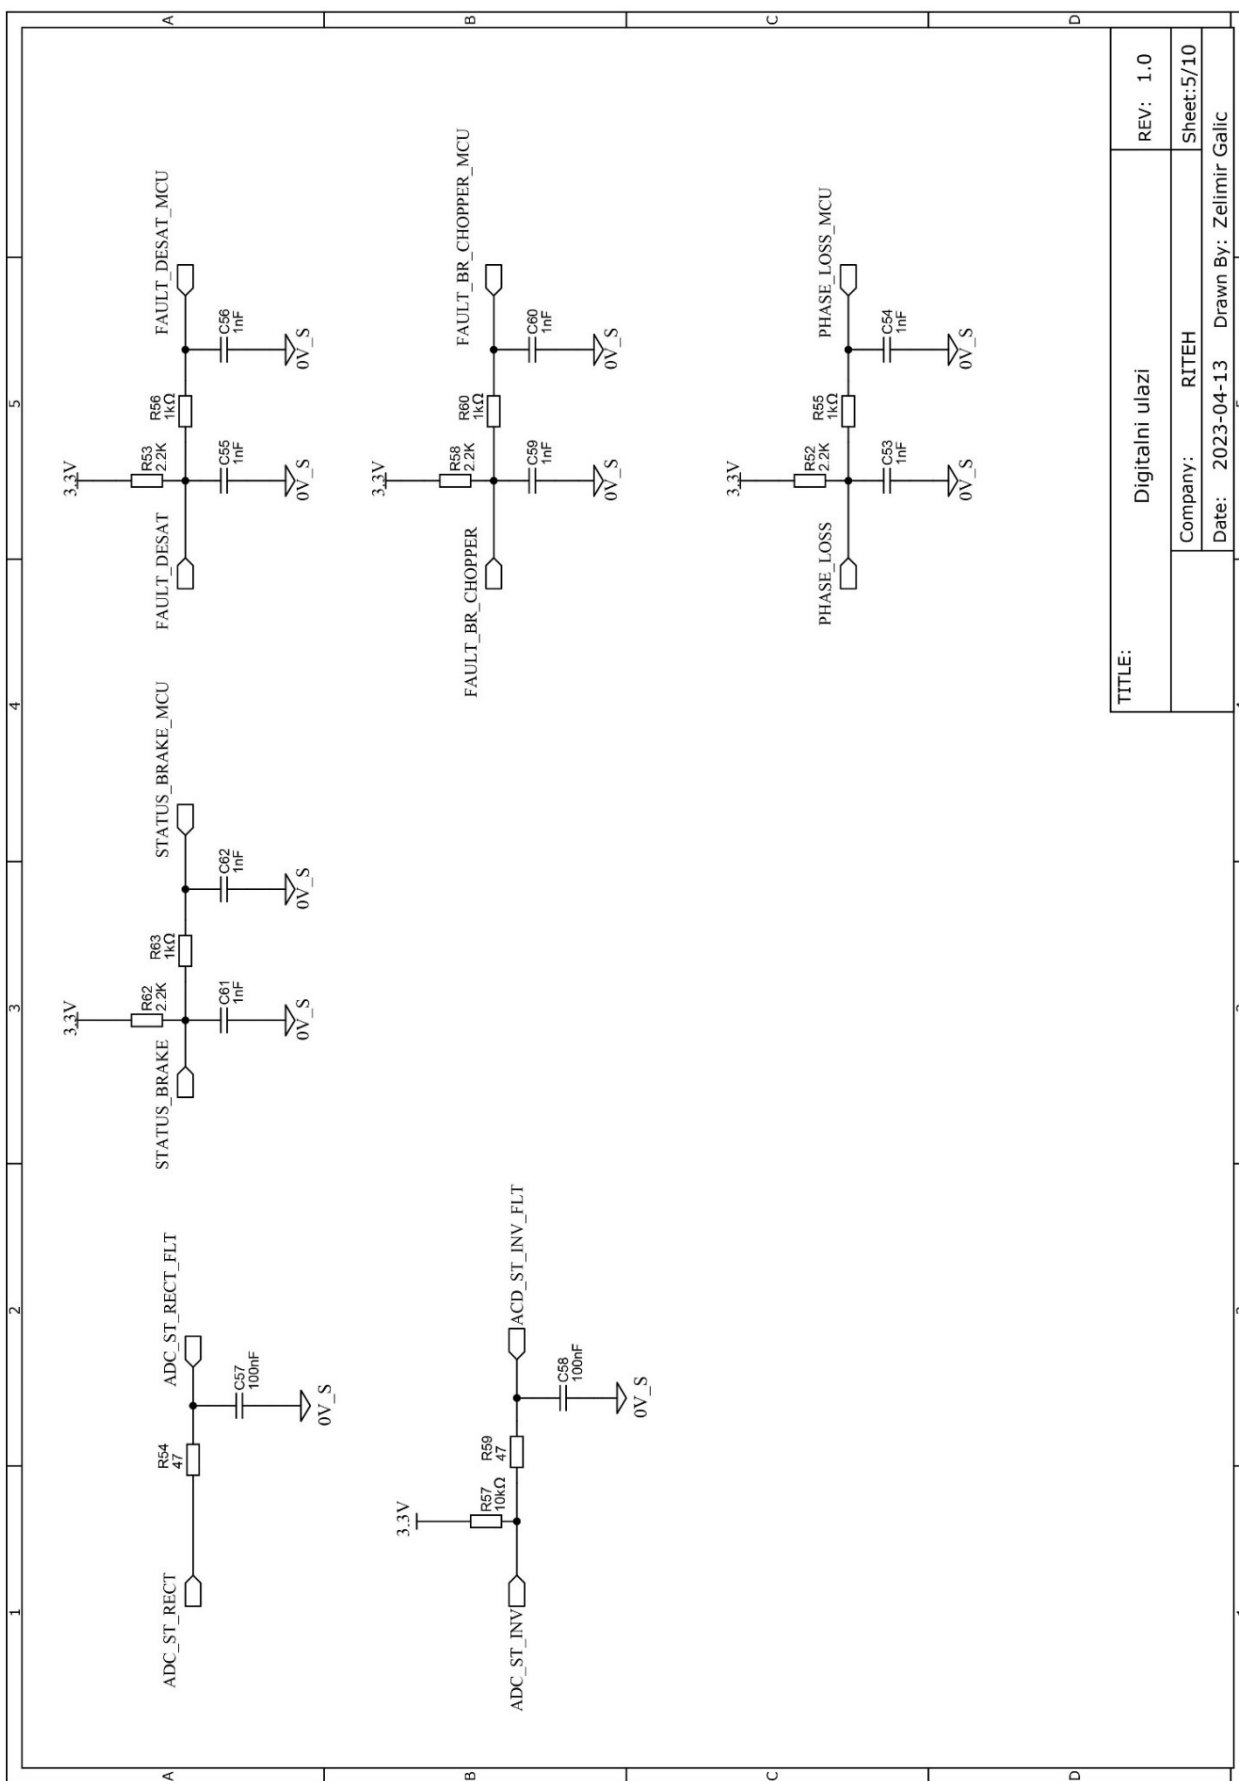 1 2 3 4 5
A
B
C
D
ADC_ST_RECT
R54
47
ADC_ST_RECT_FLT
C57
100nF
0V_S
ADC_ST_INV
3.3V
R57
10kΩ
R59
47
ACD_ST_INV_FLT
C58
100nF
0V_S
STATUS_BRAKE
3.3V
R62
2.2K
C61
1nF
0V_S
R63
1kΩ
STATUS_BRAKE_MCU
C62
1nF
0V_S
FAULT_DESAT
3.3V
R53
2.2K
C55
1nF
0V_S
R56
1kΩ
FAULT_DESAT_MCU
C56
1nF
0V_S
FAULT_BR_CHOPPER
3.3V
R58
2.2K
C59
1nF
0V_S
R60
1kΩ
FAULT_BR_CHOPPER_MCU
C60
1nF
0V_S
PHASE_LOSS
3.3V
R52
2.2K
C53
1nF
0V_S
R55
1kΩ
PHASE_LOSS_MCU
C54
1nF
0V_S
TITLE:
Digitalni ulazi
REV: 1.0
Company: RITEH
Sheet:5/10
Date: 2023-04-13 Drawn By: Zelimir Galic
A
B
C
D